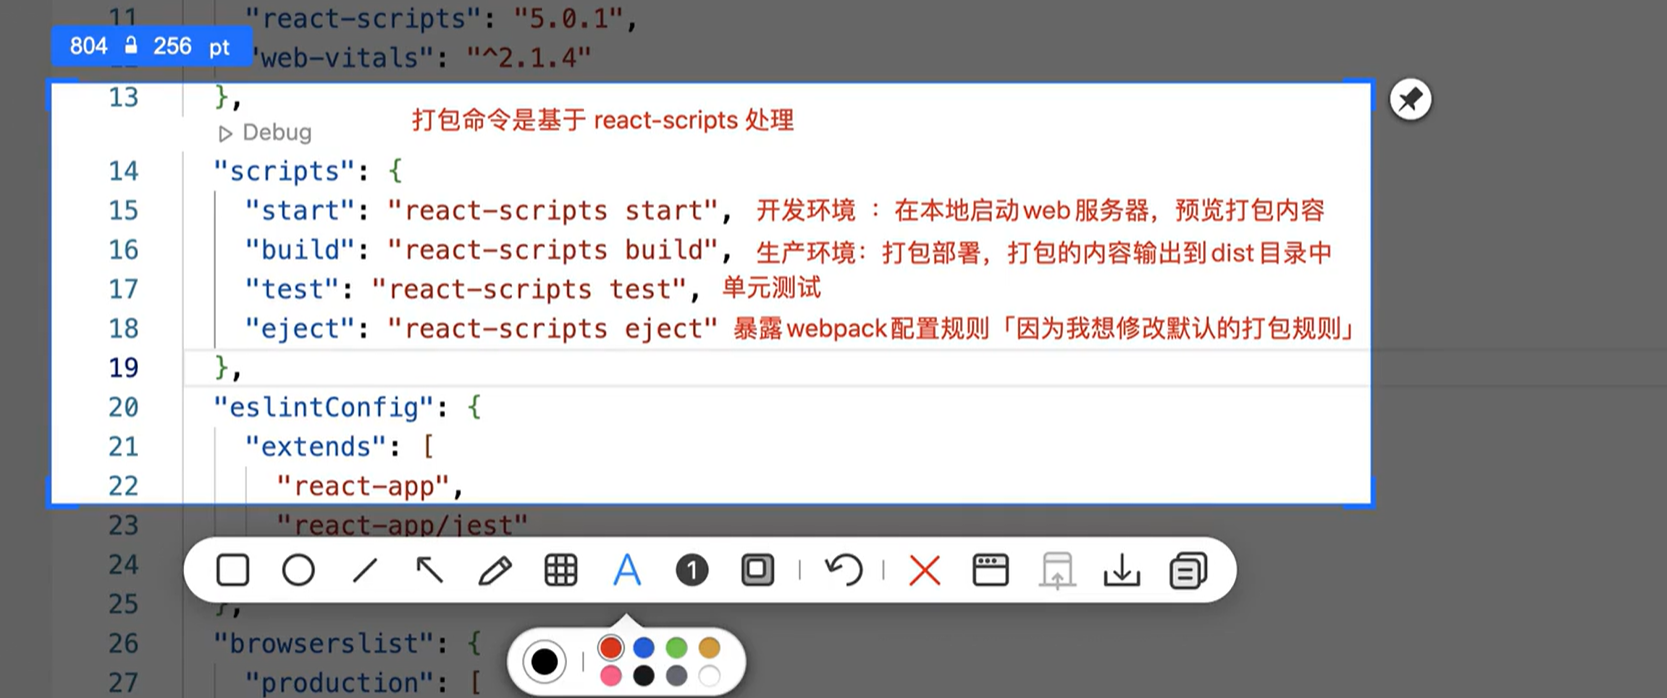 11 "react-scripts": "5.0.1",
804 256 pt
"web-vitals": "^2.1.4"
13 },
打包命令是基于 react-scripts 处理
Debug
14 "scripts": {
15 "start": "react-scripts start", 开发环境 ：在本地启动web服务器，预览打包内容
16 "build": "react-scripts build", 生产环境：打包部署，打包的内容输出到dist目录中
17 "test": "react-scripts test", 单元测试
18 "eject": "react-scripts eject" 暴露webpack配置规则「因为我想修改默认的打包规则」
19 },
20 "eslintConfig": {
21 "extends": [
22 "react-app",
23 "react-app/jest"
A 1
24
25 },
26 "browserslist": {
27 "production": [